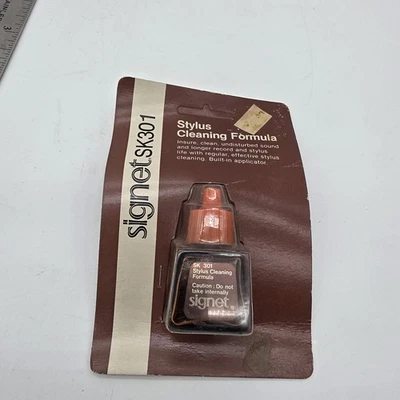 signet SK301
Stylus
Cleaning Formula
Insure, clean, undisturbed sound
and longer record and stylus
life with regular, effective stylus
cleaning. Built-in applicator.
SK 301
Stylus Cleaning
Formula
Caution: Do not
take internally
signet